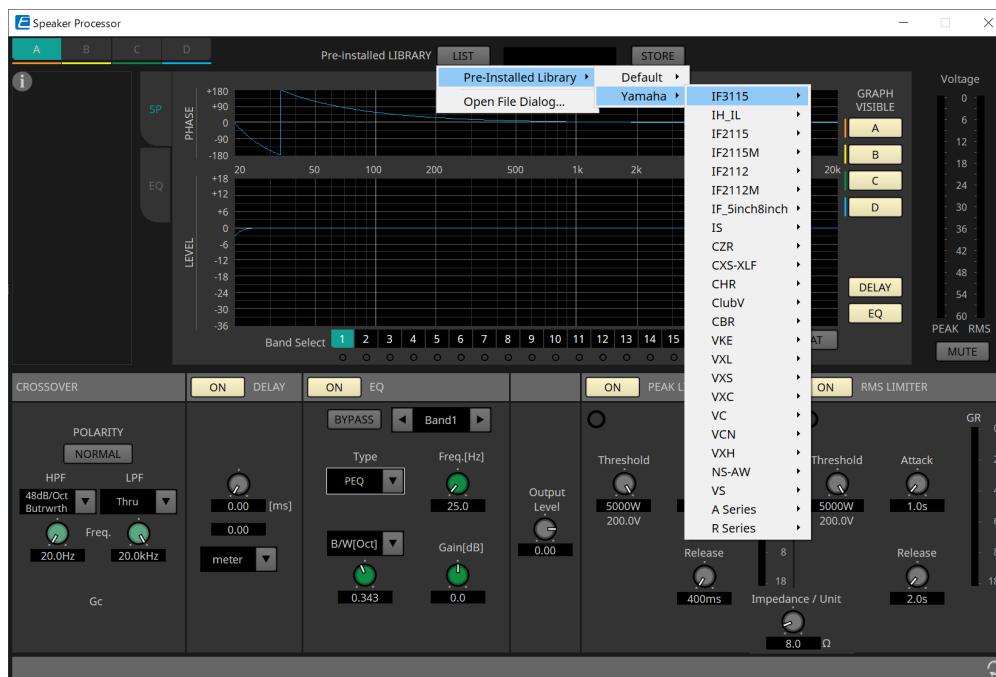 Speaker Processor
A B C D
Pre-installed LIBRARY LIST STORE
Pre-Installed Library
Open File Dialog...
Default
Yamaha
IF3115
IH_IL
IF2115
IF2115M
IF2112
IF2112M
IF_5inch8inch
IS
CZR
CXS-XLF
CHR
ClubV
CBR
VKE
VXL
VXS
VXC
VC
VCN
VXH
NS-AW
VS
A Series
R Series
SP
EQ
PHASE
+180
+90
0
-90
-180
20 50 100 200 500 1k 2k 20k
LEVEL
+18
+12
+6
0
-6
-12
-18
-24
-30
-36
Band Select 1 2 3 4 5 6 7 8 9 10 11 12 13 14 15
GRAPH
VISIBLE
A
B
C
D
DELAY
EQ
Voltage
0
6
12
18
24
30
36
42
48
54
60
PEAK RMS
MUTE
CROSSOVER
POLARITY
NORMAL
HPF LPF
48dB/Oct
Butrwrth
Thru
Freq.
20.0Hz 20.0kHz
Gc
ON DELAY
0.00 [ms]
0.00
meter
ON EQ
BYPASS Band1
Type Freq.[Hz]
PEQ
25.0
B/W[Oct] Gain[dB]
0.343 0.0
Output
Level
0.00
ON
Threshold
5000W
200.0V
Release
400ms
8
18
Impedance / Unit
8.0 Ω
ON RMS LIMITER
GR
Threshold Attack
5000W 1.0s
200.0V
Release
2.0s